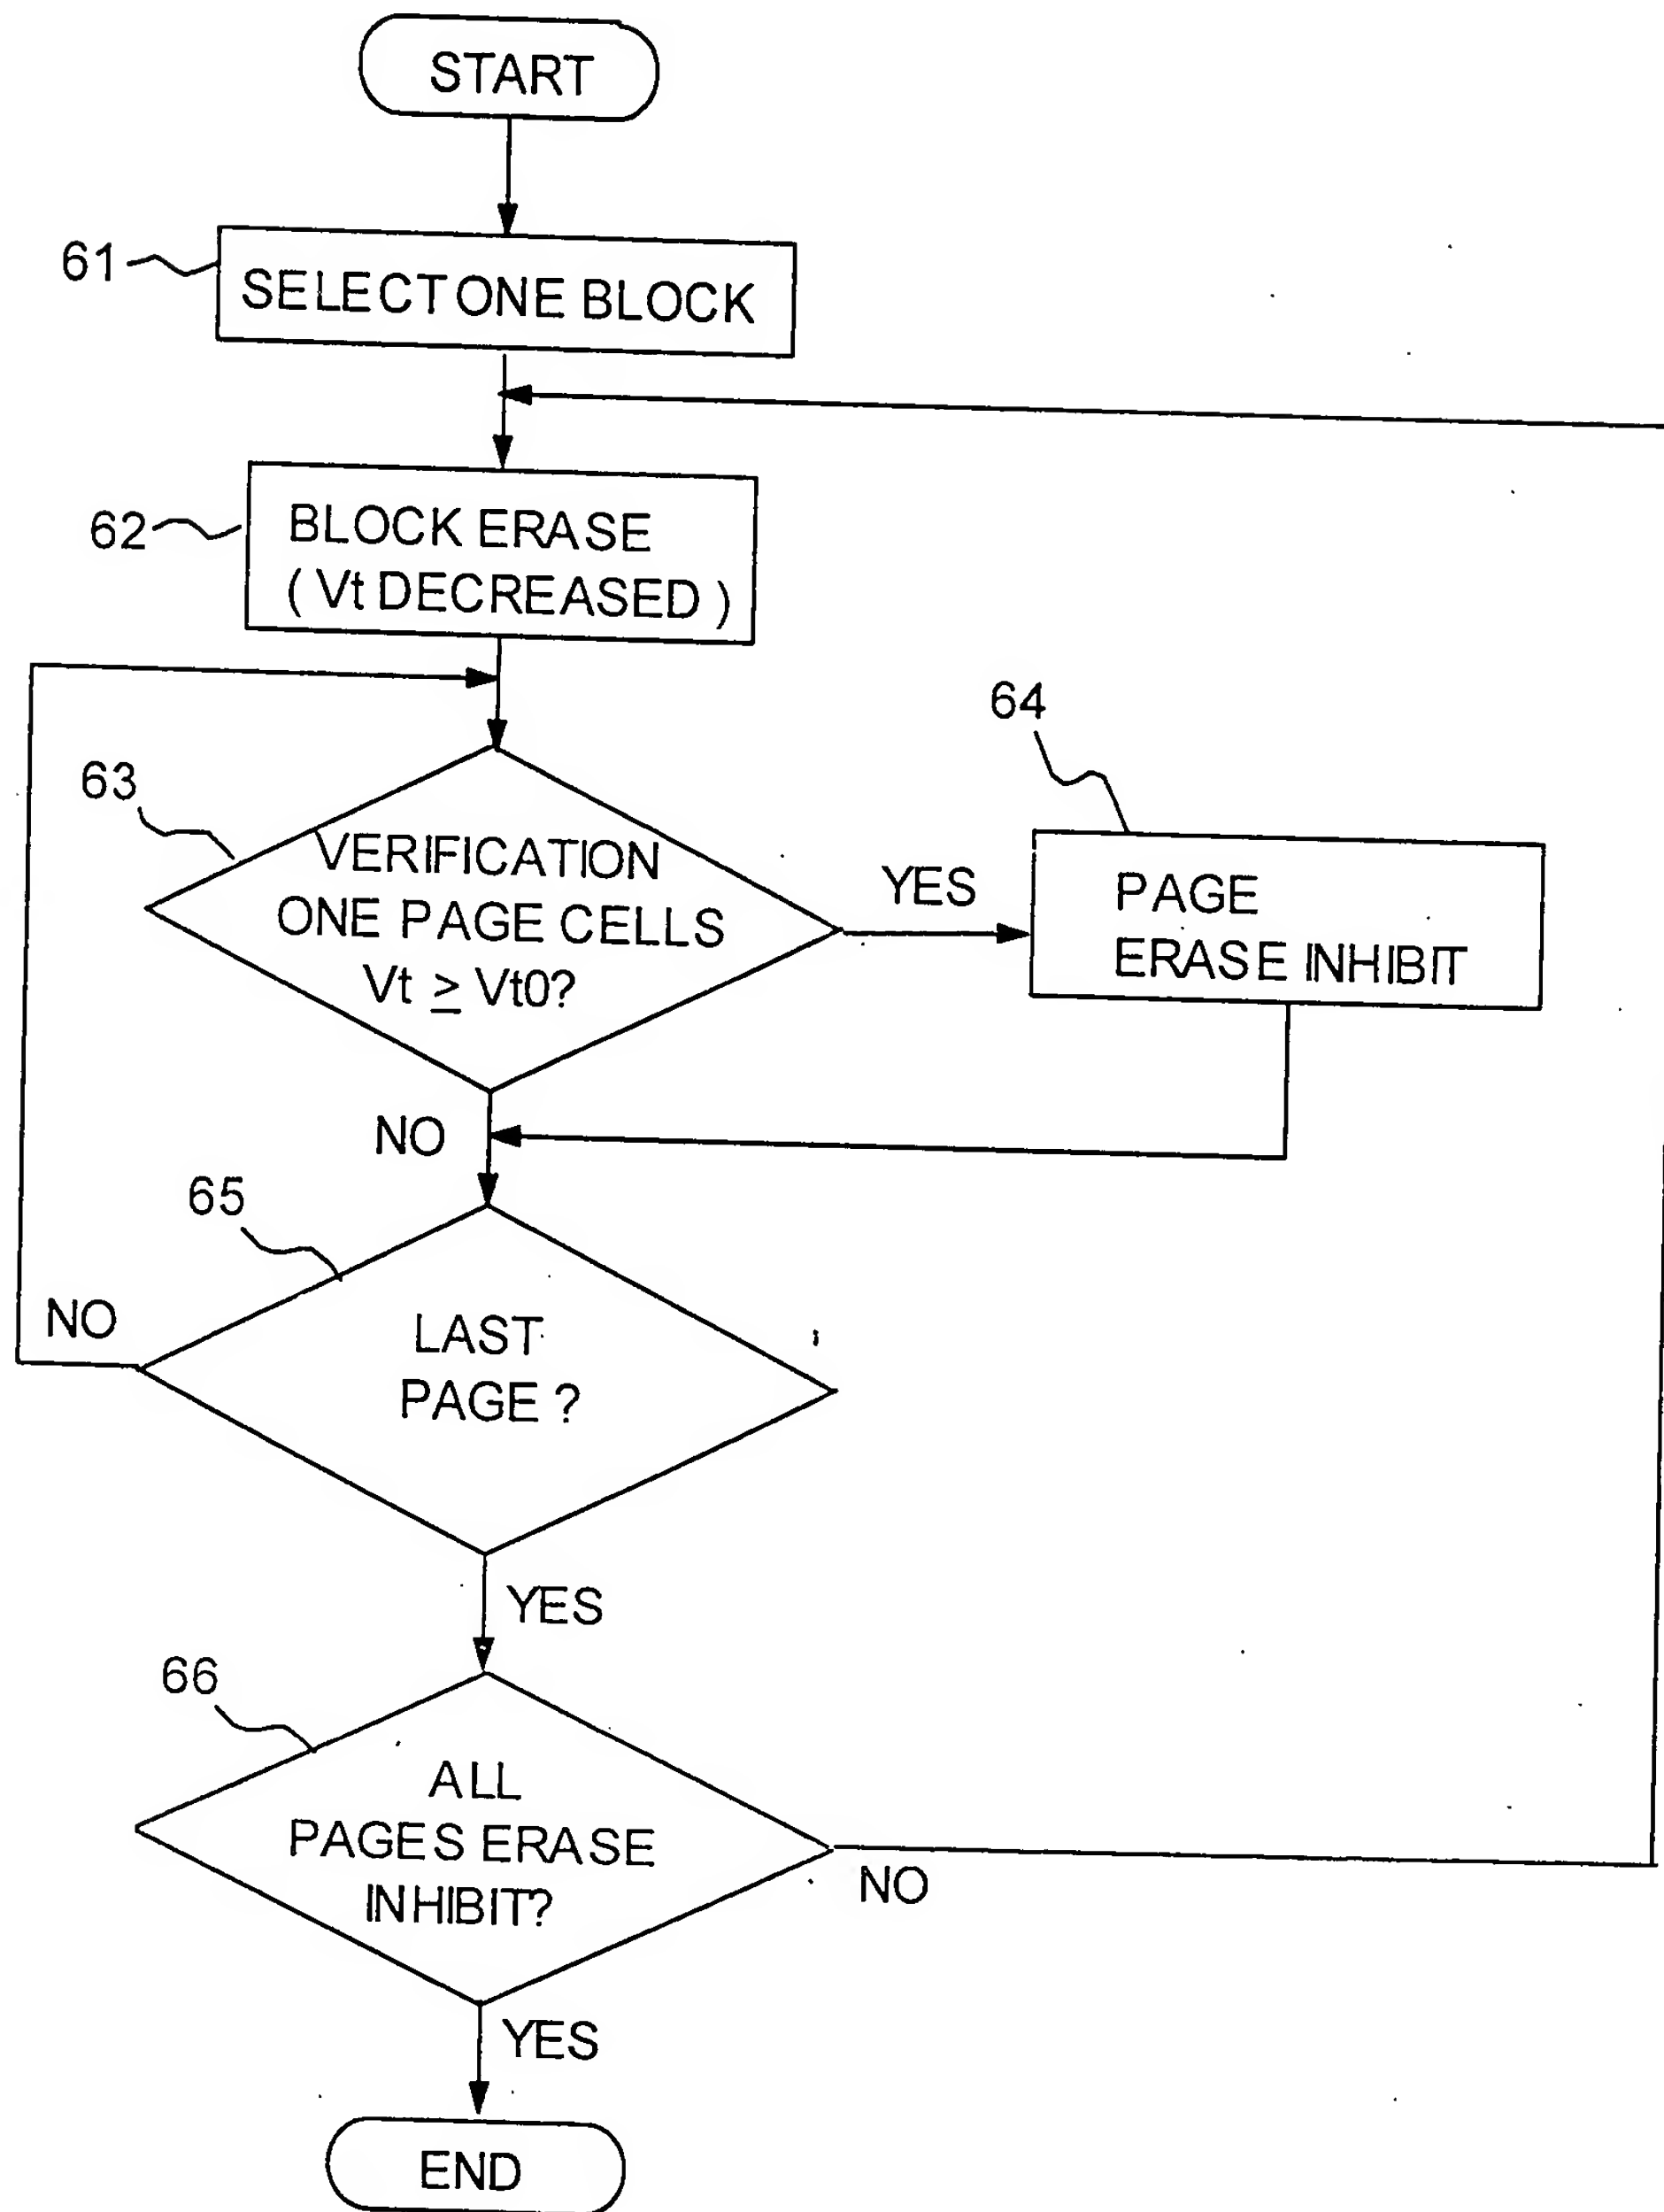 START
61
SELECT ONE BLOCK
62
BLOCK ERASE
( Vt DECREASED )
63
VERIFICATION
ONE PAGE CELLS
Vt ≥ Vt0?
YES
64
PAGE
ERASE INHIBIT
NO
65
LAST
PAGE ?
NO
YES
66
ALL
PAGES ERASE
INHIBIT?
NO
YES
END